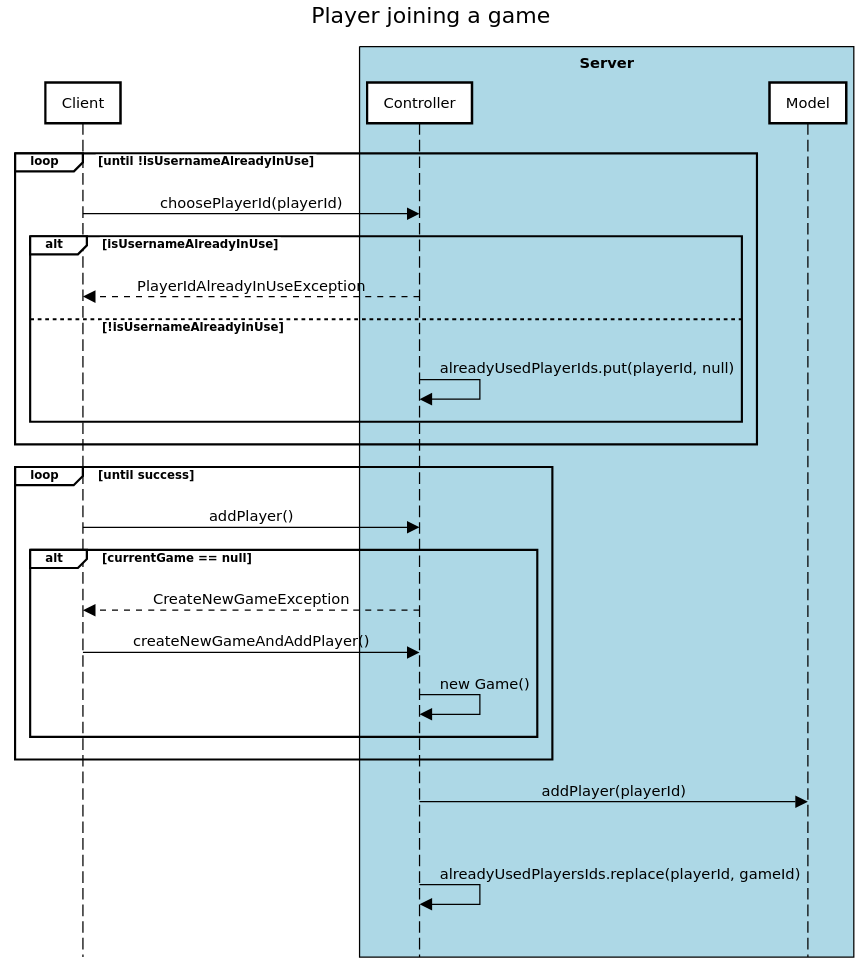 Player joining a game
Server
Client
Controller
Model
loop
[until !isUsernameAlreadyInUse]
choosePlayerId(playerId)
alt
[isUsernameAlreadyInUse]
PlayerIdAlreadyInUseException
[!isUsernameAlreadyInUse]
alreadyUsedPlayerIds.put(playerId, null)
loop
[until success]
addPlayer()
alt
[currentGame == null]
CreateNewGameException
createNewGameAndAddPlayer()
new Game()
addPlayer(playerId)
alreadyUsedPlayersIds.replace(playerId, gameId)